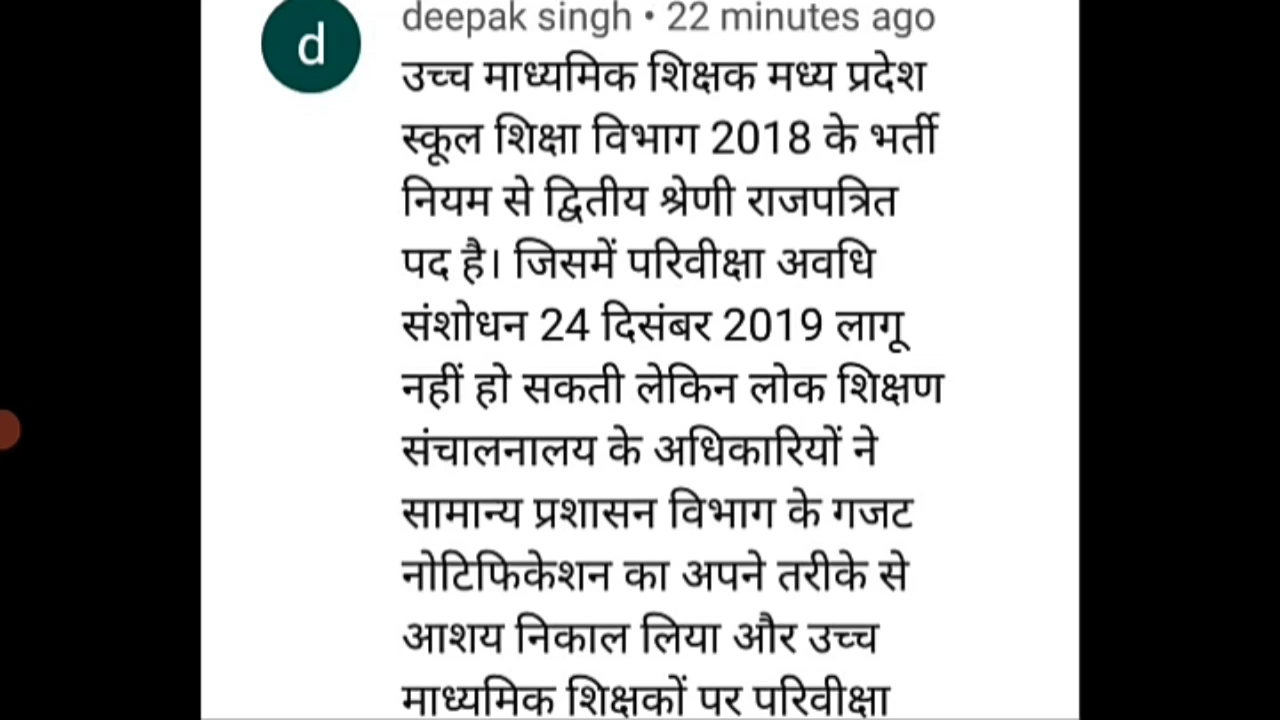 d
deepak singh • 22 minutes ago
उच्च माध्यमिक शिक्षक मध्य प्रदेश
स्कूल शिक्षा विभाग 2018 के भर्ती
नियम से द्वितीय श्रेणी राजपत्रित
पद है। जिसमें परिवीक्षा अवधि
संशोधन 24 दिसंबर 2019 लागू
नहीं हो सकती लेकिन लोक शिक्षण
संचालनालय के अधिकारियों ने
सामान्य प्रशासन विभाग के गजट
नोटिफिकेशन का अपने तरीके से
आशय निकाल लिया और उच्च
माध्यमिक शिक्षकों पर परिवीक्षा